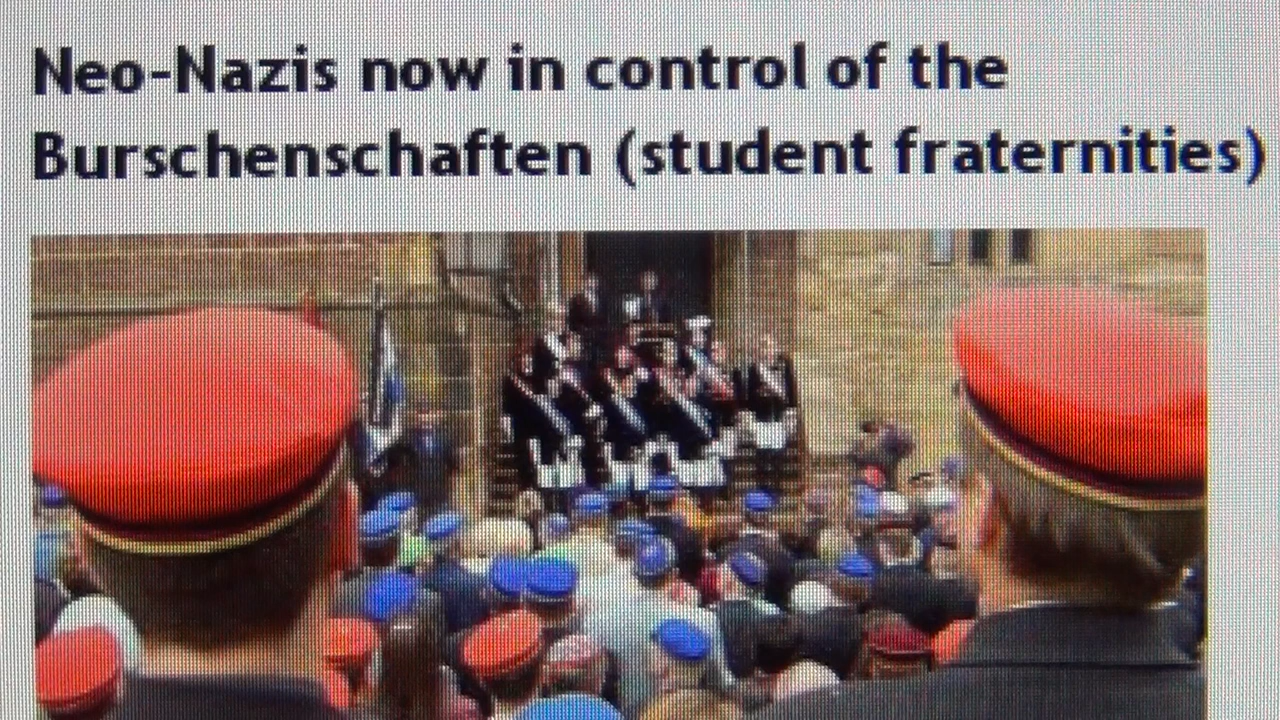 Neo-Nazis now in control of the
Burschenschaften (student fraternities)